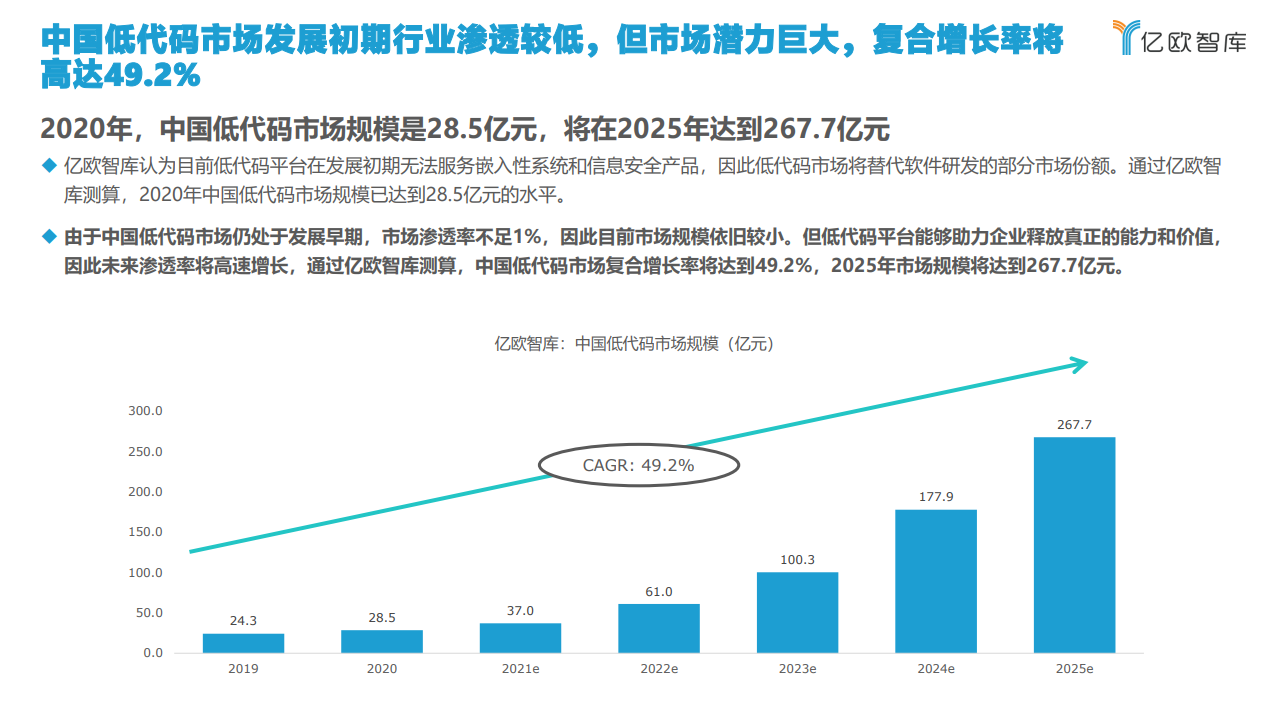 中国低代码市场发展初期行业渗透较低，但市场潜力巨大，复合增长率将
高达49.2%
亿欧智库
2020年，中国低代码市场规模是28.5亿元，将在2025年达到267.7亿元
亿欧智库认为目前低代码平台在发展初期无法服务嵌入性系统和信息安全产品，因此低代码市场将替代软件研发的部分市场份额。通过亿欧智
库测算，2020年中国低代码市场规模已达到28.5亿元的水平。
由于中国低代码市场仍处于发展早期，市场渗透率不足1%，因此目前市场规模依旧较小。但低代码平台能够助力企业释放真正的能力和价值，
因此未来渗透率将高速增长，通过亿欧智库测算，中国低代码市场复合增长率将达到49.2%，2025年市场规模将达到267.7亿元。
亿欧智库：中国低代码市场规模（亿元）
300.0
250.0
200.0
150.0
100.0
50.0
0.0
CAGR: 49.2%
24.3
28.5
37.0
61.0
100.3
177.9
267.7
2019
2020
2021e
2022e
2023e
2024e
2025e